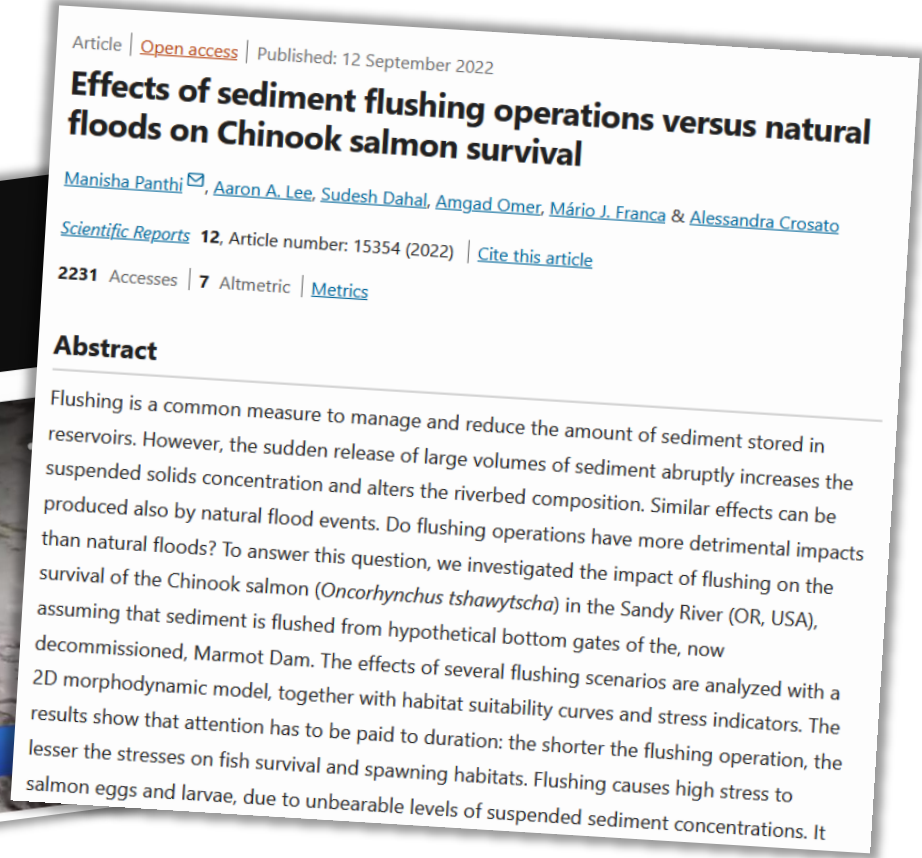 Article | Open access | Published: 12 September 2022
Effects of sediment flushing operations versus natural
floods on Chinook salmon survival
Manisha Panthi, Aaron A. Lee, Sudesh Dahal, Amgad Omer, Mário J. Franca & Alessandra Crosato
Scientific Reports 12, Article number: 15354 (2022) | Cite this article
2231 Accesses | 7 Altmetric | Metrics
Abstract
Flushing is a common measure to manage and reduce the amount of sediment stored in
reservoirs. However, the sudden release of large volumes of sediment abruptly increases the
suspended solids concentration and alters the riverbed composition. Similar effects can be
produced also by natural flood events. Do flushing operations have more detrimental impacts
than natural floods? To answer this question, we investigated the impact of flushing on the
survival of the Chinook salmon (Oncorhynchus tshawytscha) in the Sandy River (OR, USA),
assuming that sediment is flushed from hypothetical bottom gates of the, now
decommissioned, Marmot Dam. The effects of several flushing scenarios are analyzed with a
2D morphodynamic model, together with habitat suitability curves and stress indicators. The
results show that attention has to be paid to duration: the shorter the flushing operation, the
lesser the stresses on fish survival and spawning habitats. Flushing causes high stress to
salmon eggs and larvae, due to unbearable levels of suspended sediment concentrations. It